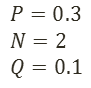 P = 0.3
N = 2
Q = 0.1